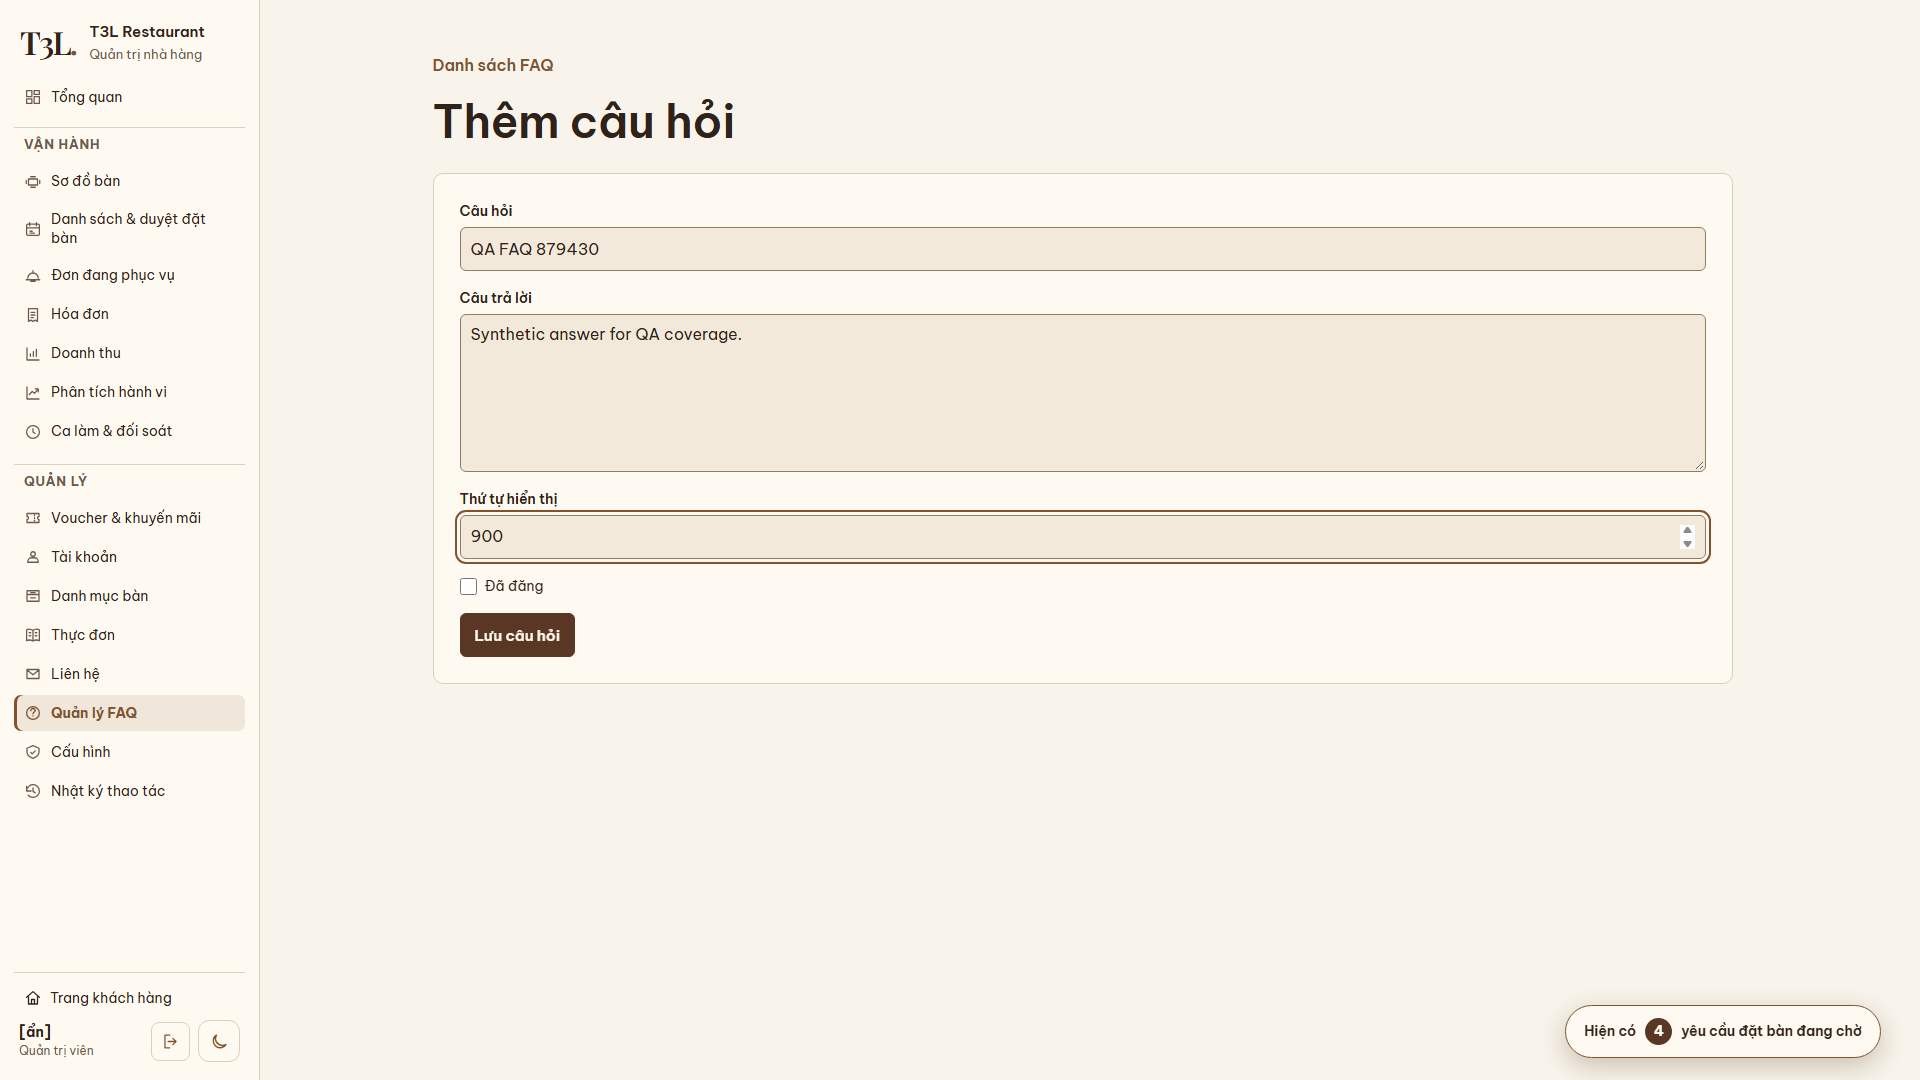 T3L.
T3L Restaurant
Quản trị nhà hàng
Tổng quan
VẬN HÀNH
Sơ đồ bàn
Danh sách & duyệt đặt
bàn
Đơn đang phục vụ
Hóa đơn
Doanh thu
Phân tích hành vi
Ca làm & đối soát
QUẢN LÝ
Voucher & khuyến mãi
Tài khoản
Danh mục bàn
Thực đơn
Liên hệ
Quản lý FAQ
Cấu hình
Nhật ký thao tác
Trang khách hàng
[ẩn]
Quản trị viên
Danh sách FAQ
Thêm câu hỏi
Câu hỏi
QA FAQ 879430
Câu trả lời
Synthetic answer for QA coverage.
Thứ tự hiển thị
900
Đã đăng
Lưu câu hỏi
Hiện có 4 yêu cầu đặt bàn đang chờ